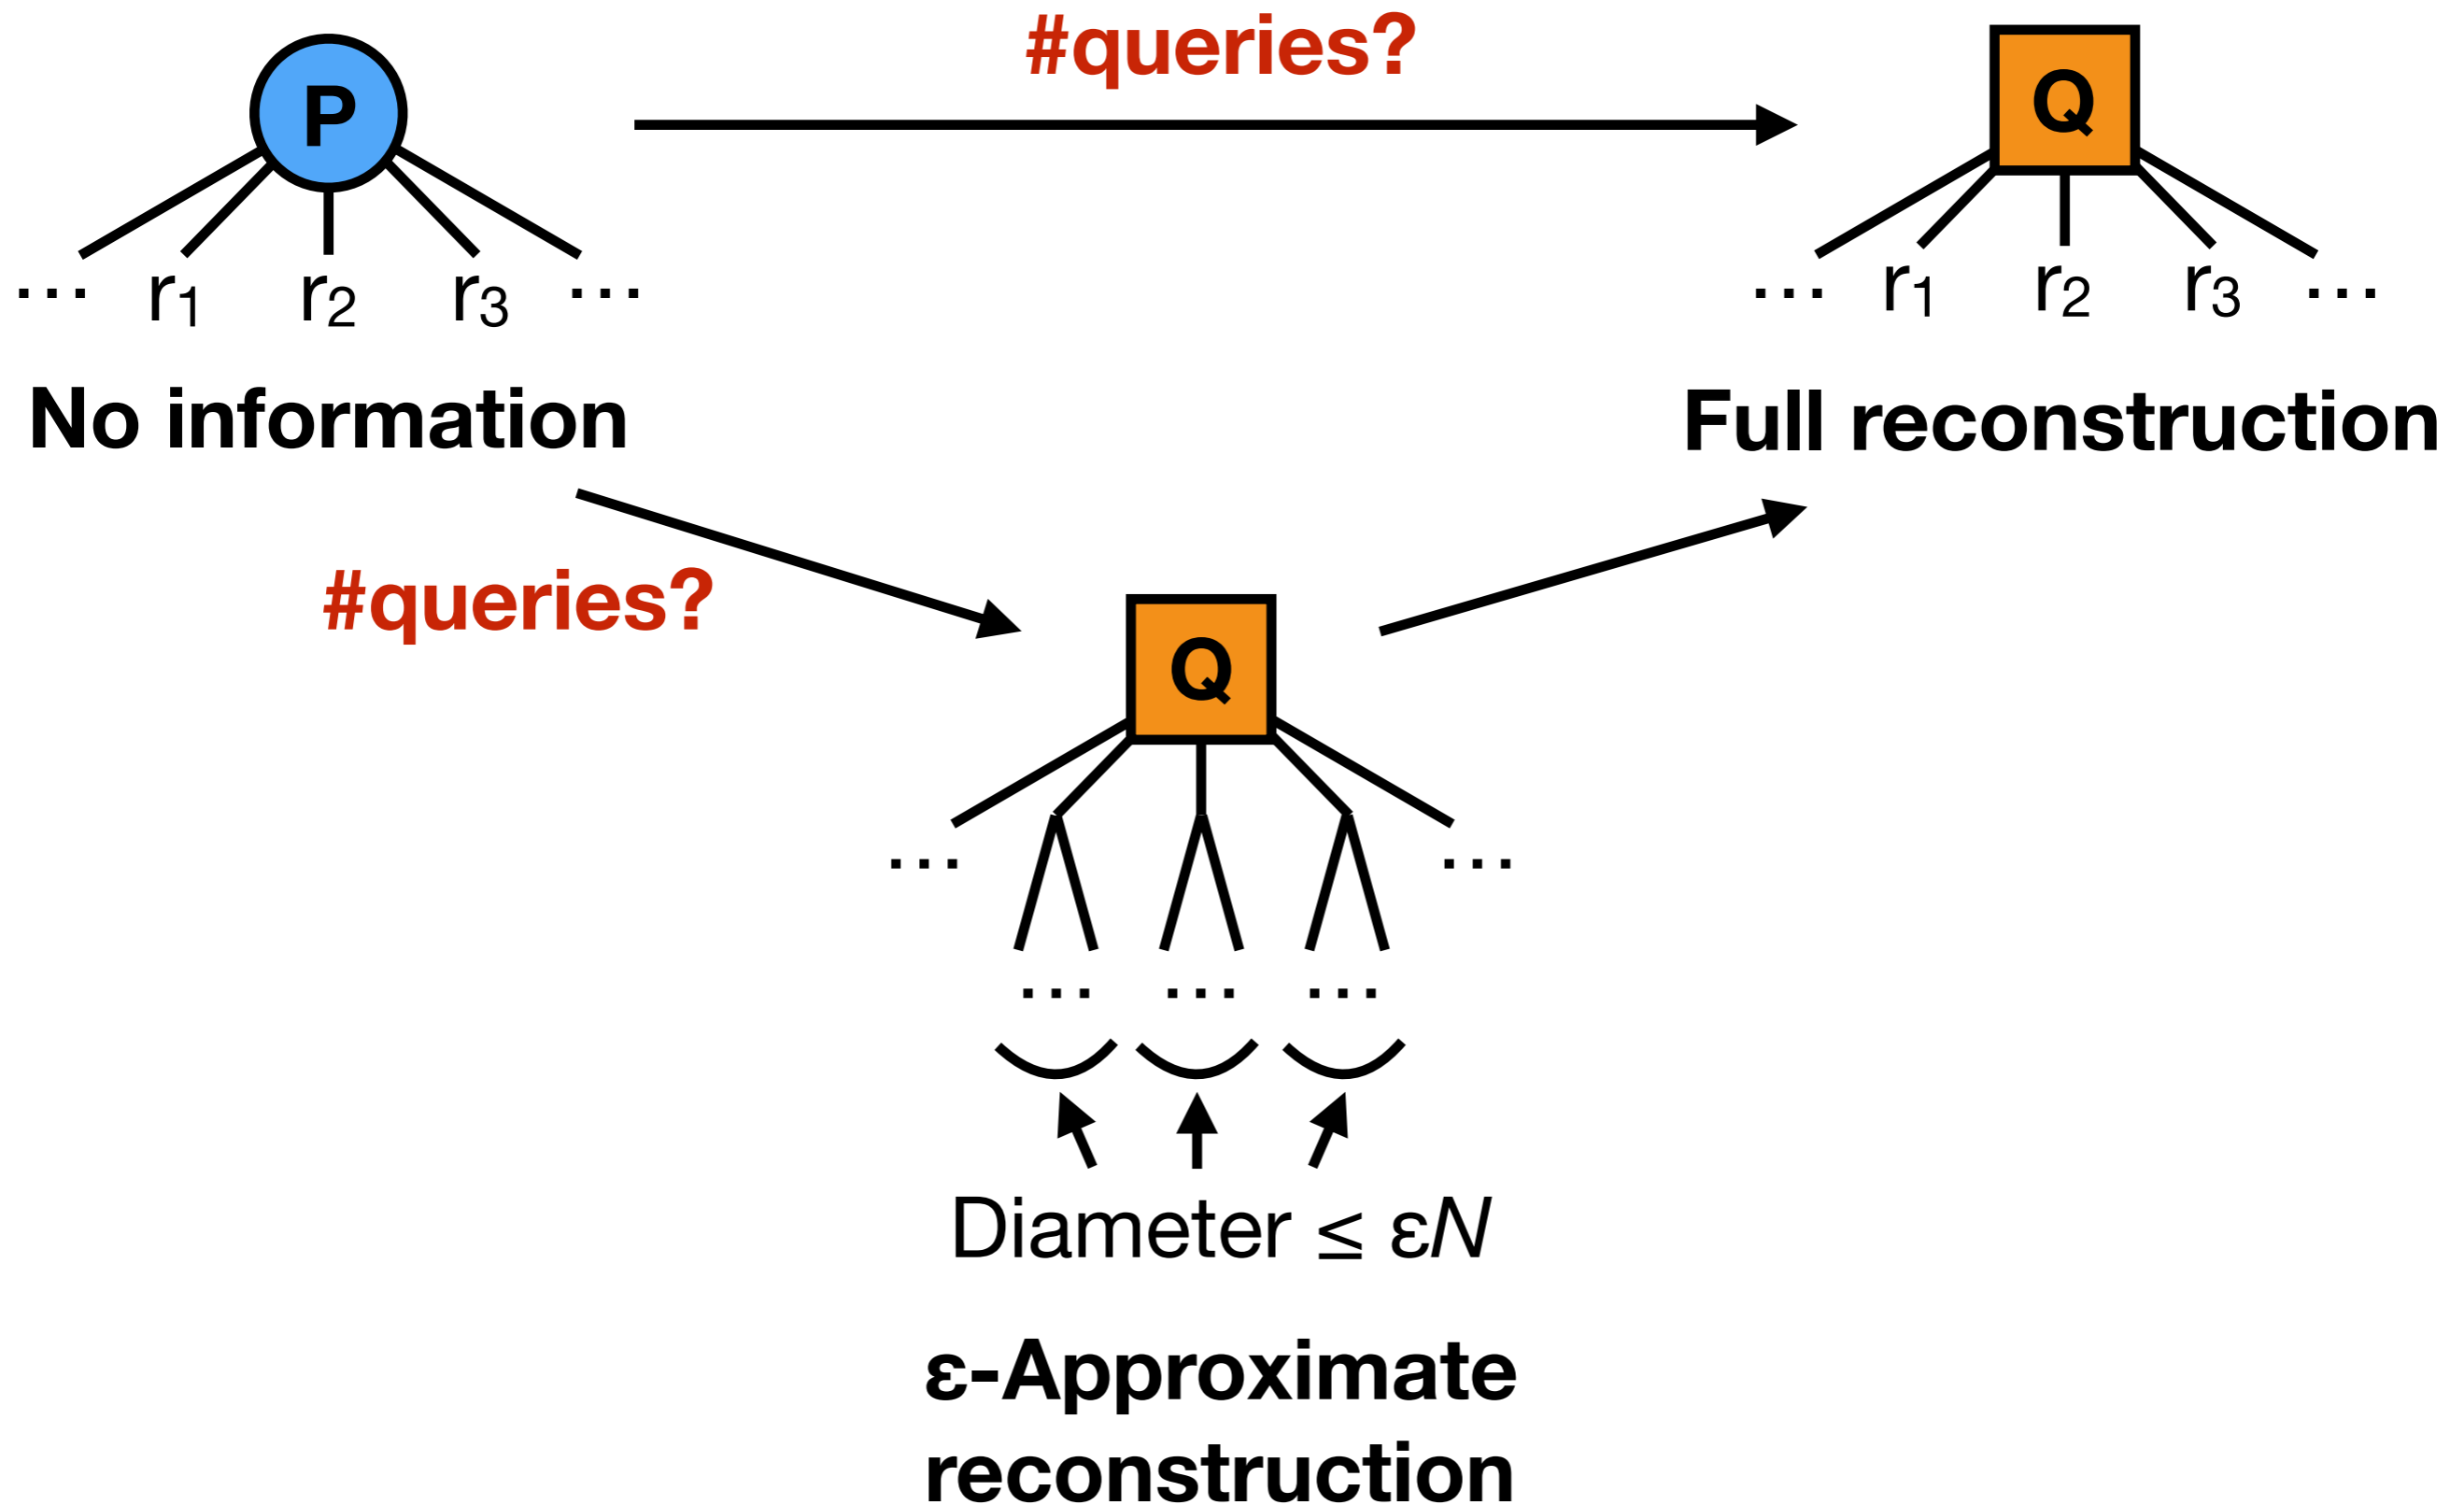 #queries?
P
Q
… r₁ r₂ r₃ …
… r₁ r₂ r₃ …
No information
Full reconstruction
#queries?
Q
… …
… … …
Diameter ≤ εN
ε-Approximate
reconstruction